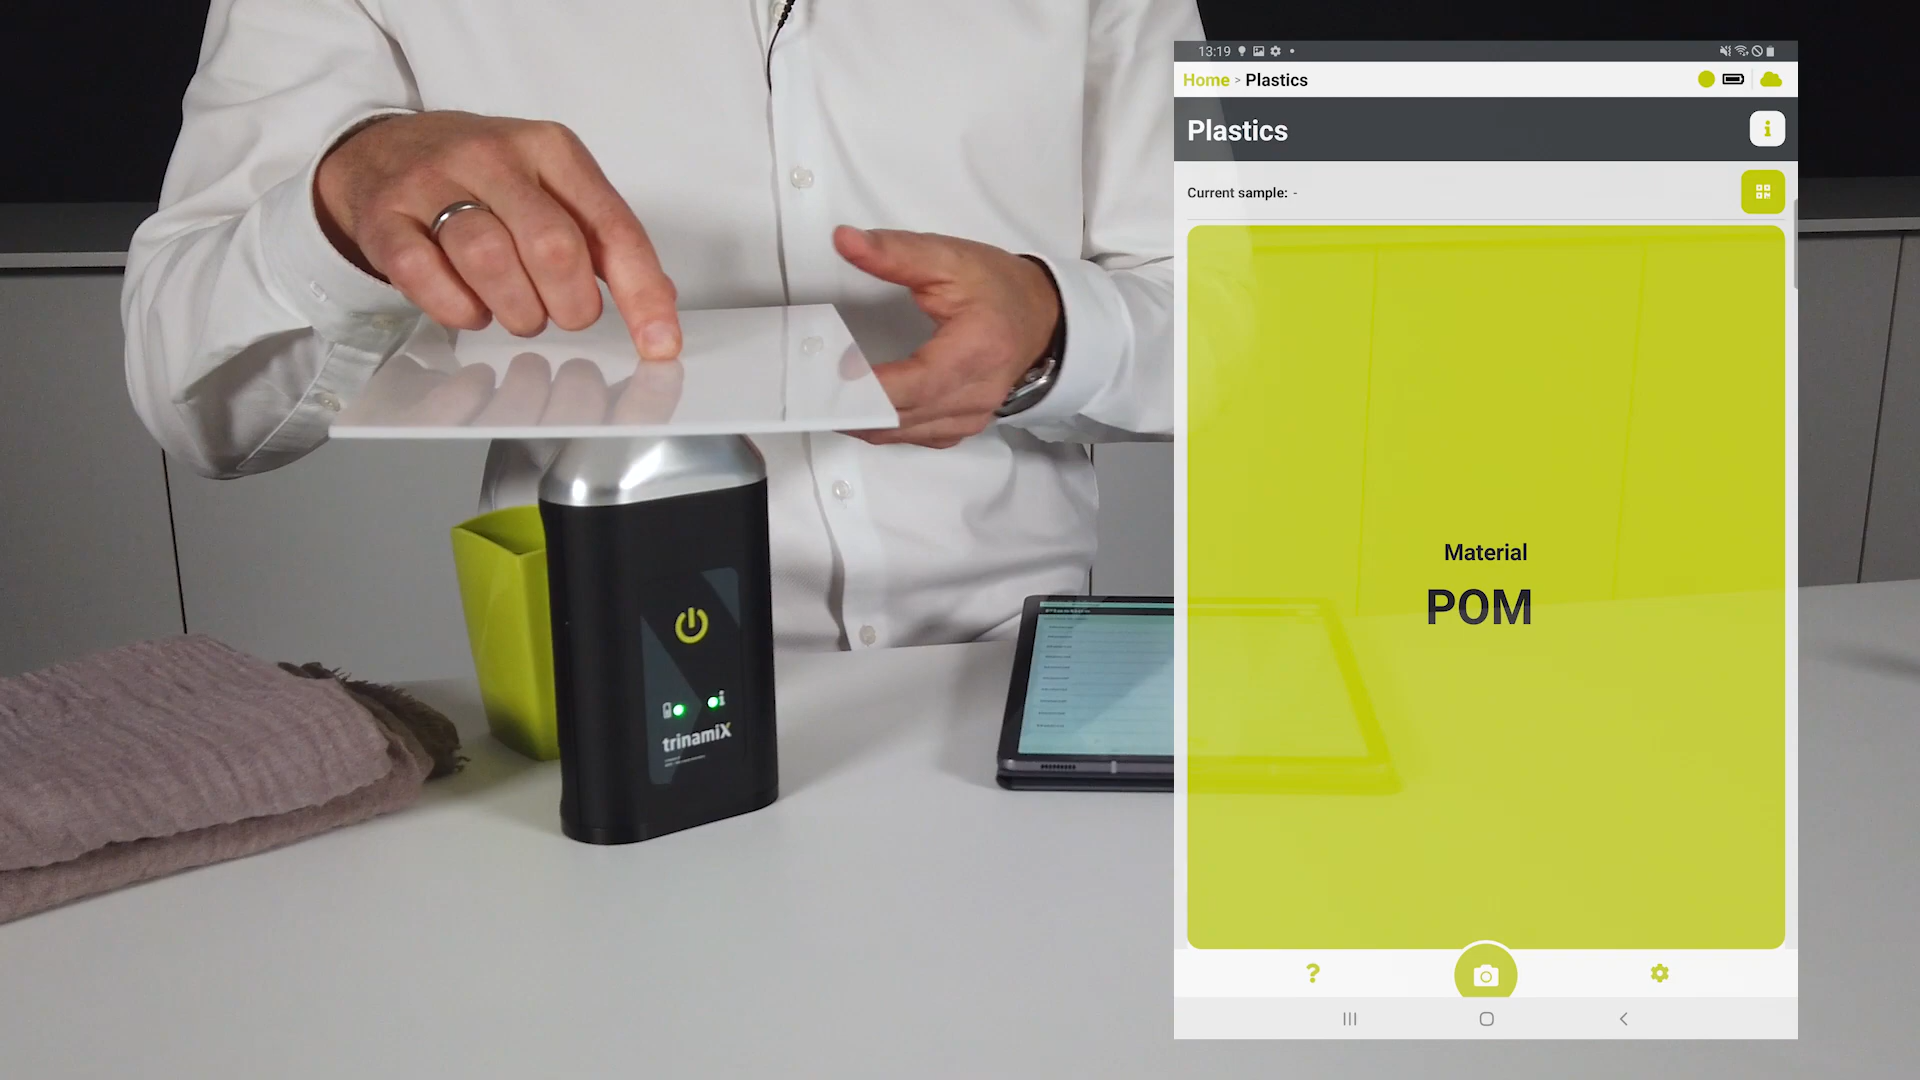 13:19
Home > Plastics
Plastics
i
Current sample: -
Material
POM
?
i
trinamiX